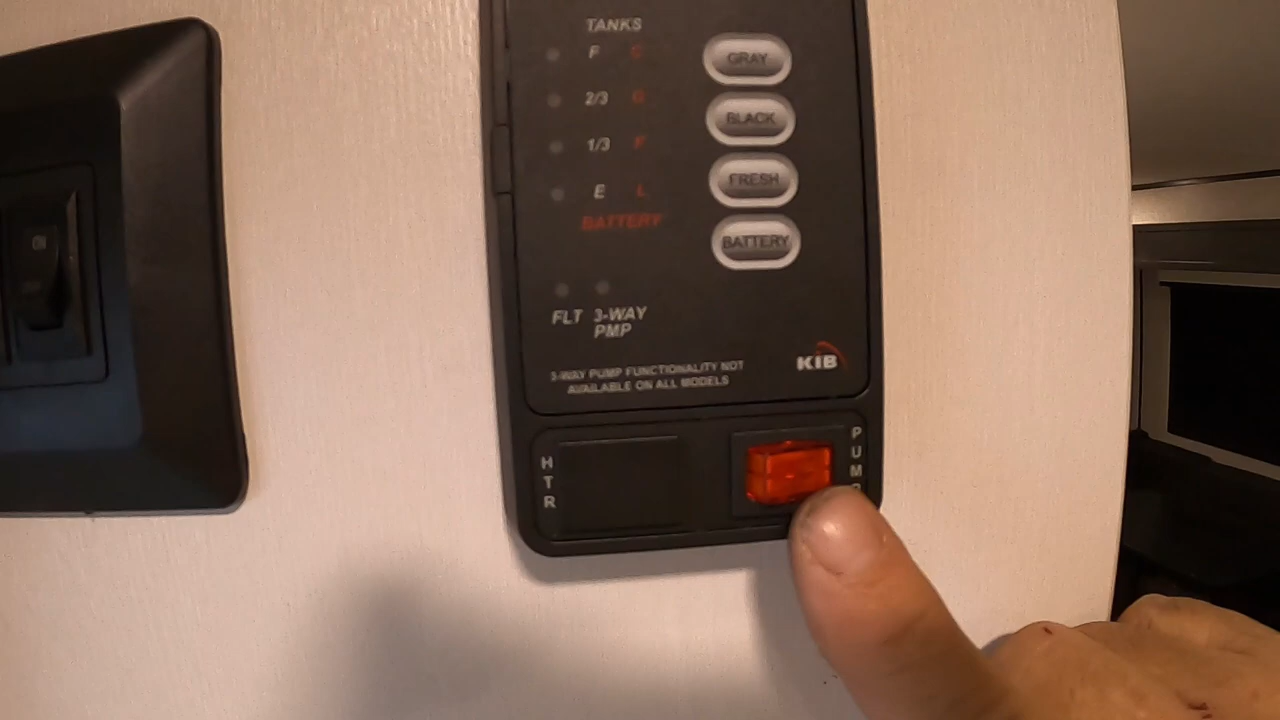 ON
TANKS
F C
2/3 G
1/3 F
E L
BATTERY
GRAY
BLACK
FRESH
BATTERY
FLT 3-WAY
PMP
KIB
3-WAY PUMP FUNCTIONALITY NOT
AVAILABLE ON ALL MODELS
HTR
PUMP